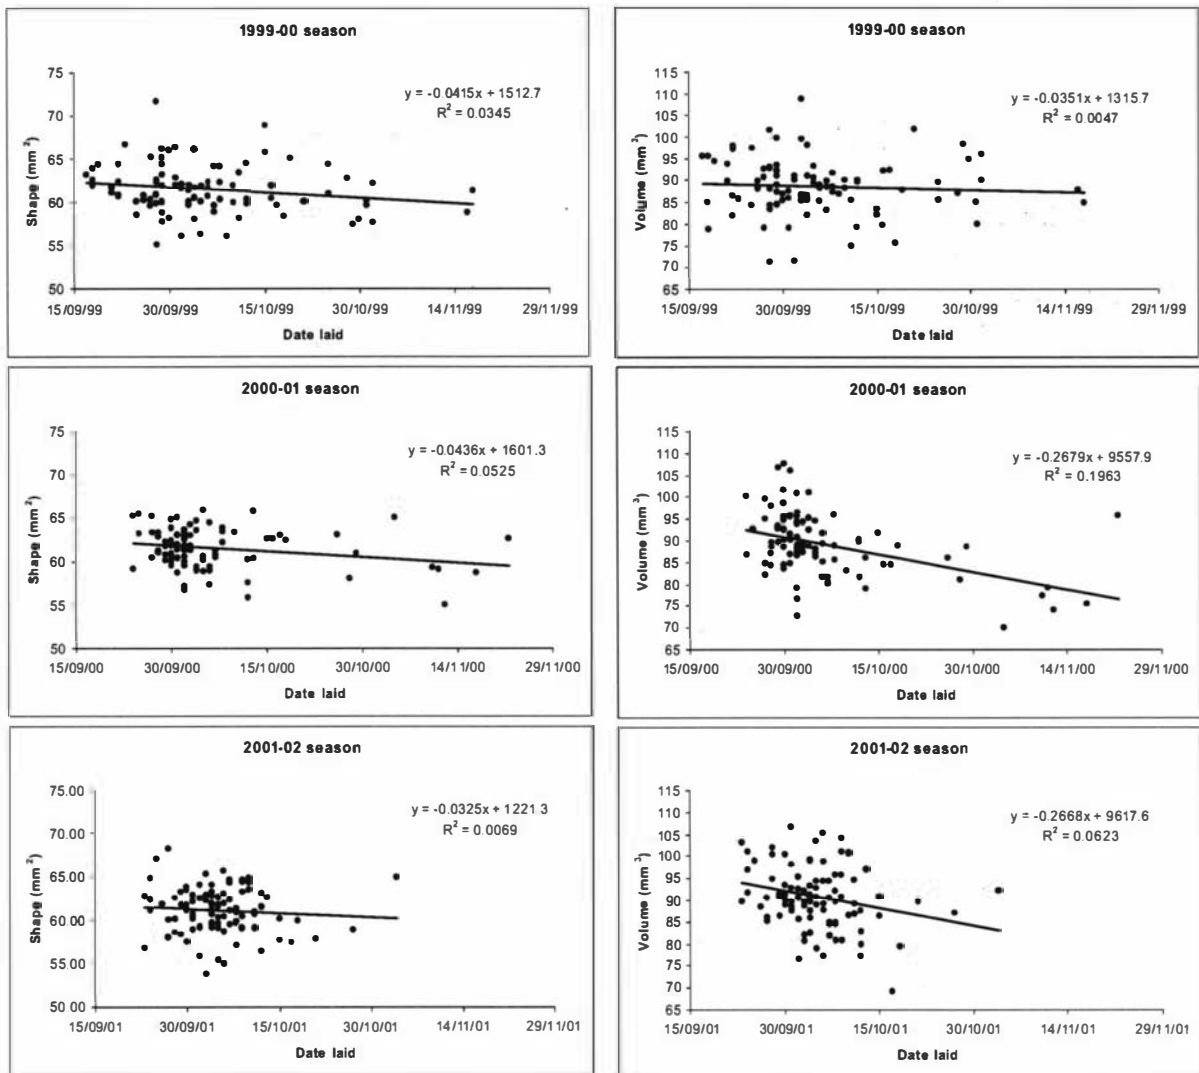 1999-00 season
y = -0.0415x + 1512.7
R² = 0.0345
Shape (mm²)
75
70
65
60
55
50
15/09/99 30/09/99 15/10/99 30/10/99 14/11/99 29/11/99
Date laid
1999-00 season
y = -0.0351x + 1315.7
R² = 0.0047
Volume (mm³)
115
110
105
100
95
90
85
80
75
70
65
15/09/99 30/09/99 15/10/99 30/10/99 14/11/99 29/11/99
Date laid
2000-01 season
y = -0.0436x + 1601.3
R² = 0.0525
Shape (mm²)
75
70
65
60
55
50
15/09/00 30/09/00 15/10/00 30/10/00 14/11/00 29/11/00
Date laid
2000-01 season
y = -0.2679x + 9557.9
R² = 0.1963
Volume (mm³)
115
110
105
100
95
90
85
80
75
70
65
15/09/00 30/09/00 15/10/00 30/10/00 14/11/00 29/11/00
Date laid
2001-02 season
y = -0.0325x + 1221.3
R² = 0.0069
Shape (mm²)
75.00
70.00
65.00
60.00
55.00
50.00
15/09/01 30/09/01 15/10/01 30/10/01 14/11/01 29/11/01
Date laid
2001-02 season
y = -0.2668x + 9617.6
R² = 0.0623
Volume (mm³)
115
110
105
100
95
90
85
80
75
70
65
15/09/01 30/09/01 15/10/01 30/10/01 14/11/01 29/11/01
Date laid